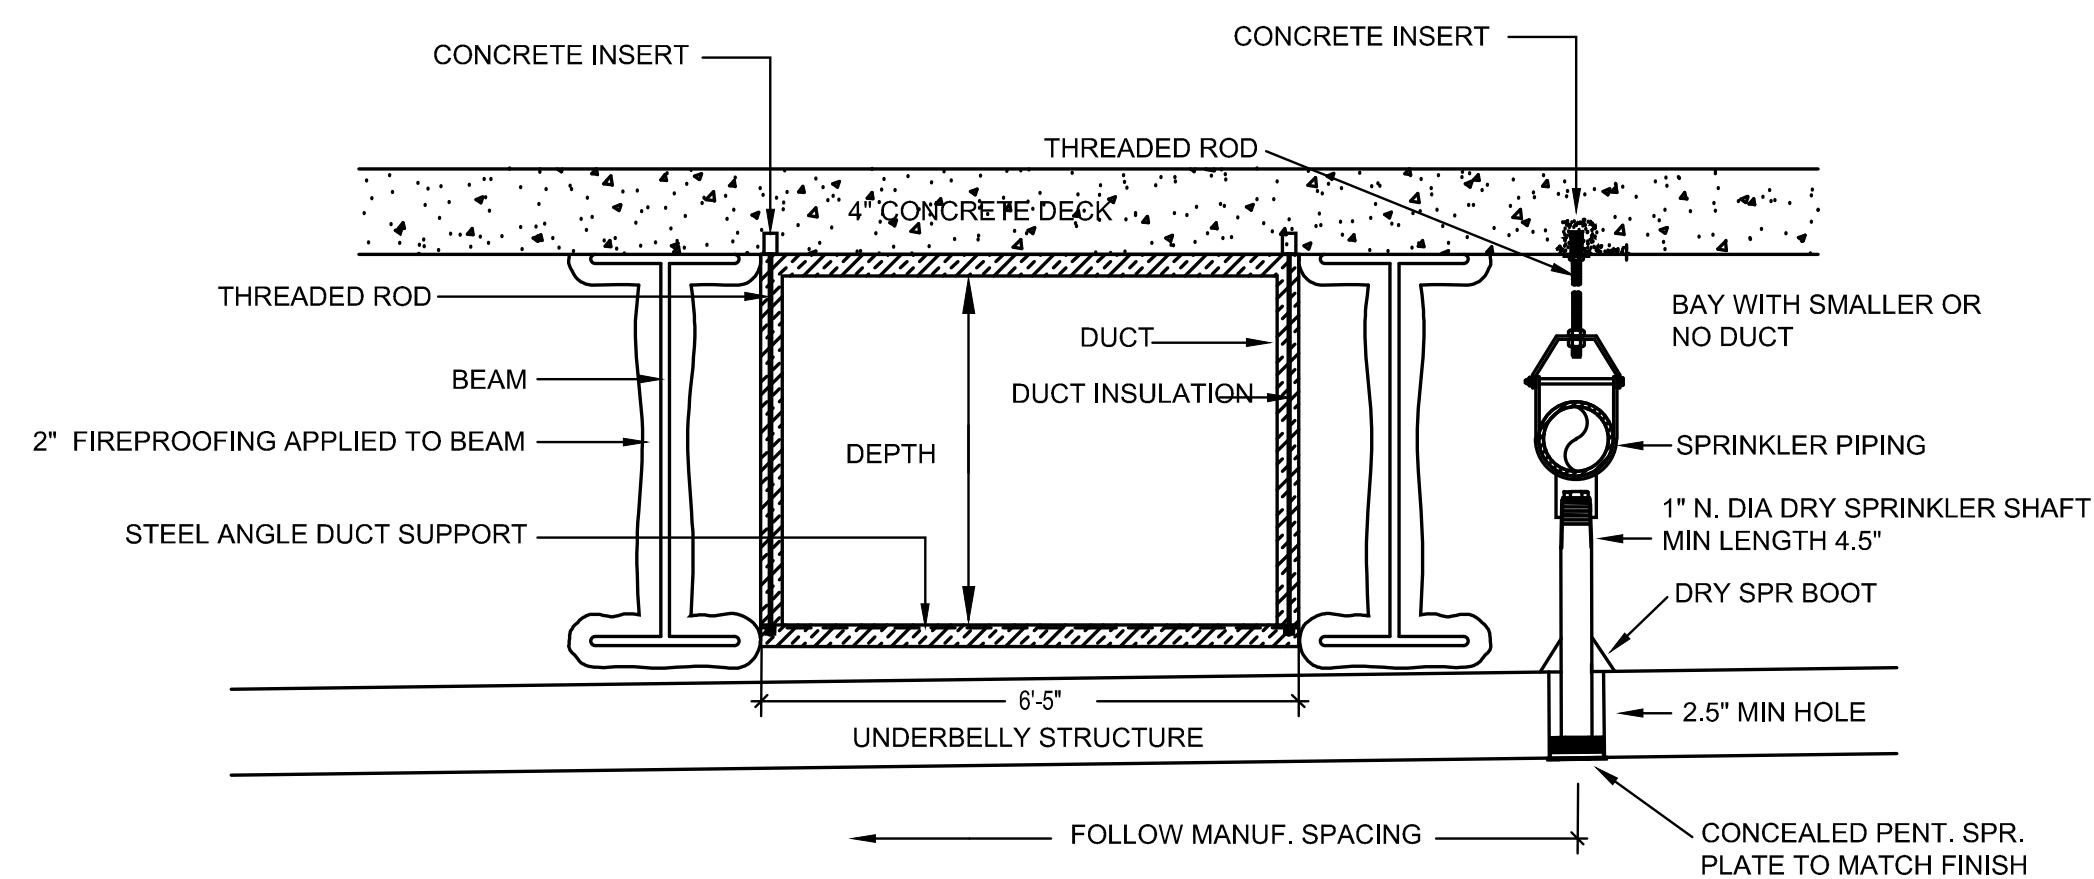 CONCRETE INSERT
CONCRETE INSERT
THREADED ROD
4" CONCRETE DECK
THREADED ROD
BAY WITH SMALLER OR
NO DUCT
DUCT
BEAM
DUCT INSULATION
2" FIREPROOFING APPLIED TO BEAM
DEPTH
SPRINKLER PIPING
STEEL ANGLE DUCT SUPPORT
1" N. DIA DRY SPRINKLER SHAFT
MIN LENGTH 4.5"
DRY SPR BOOT
6'-5"
2.5" MIN HOLE
UNDERBELLY STRUCTURE
FOLLOW MANUF. SPACING
CONCEALED PENT. SPR.
PLATE TO MATCH FINISH